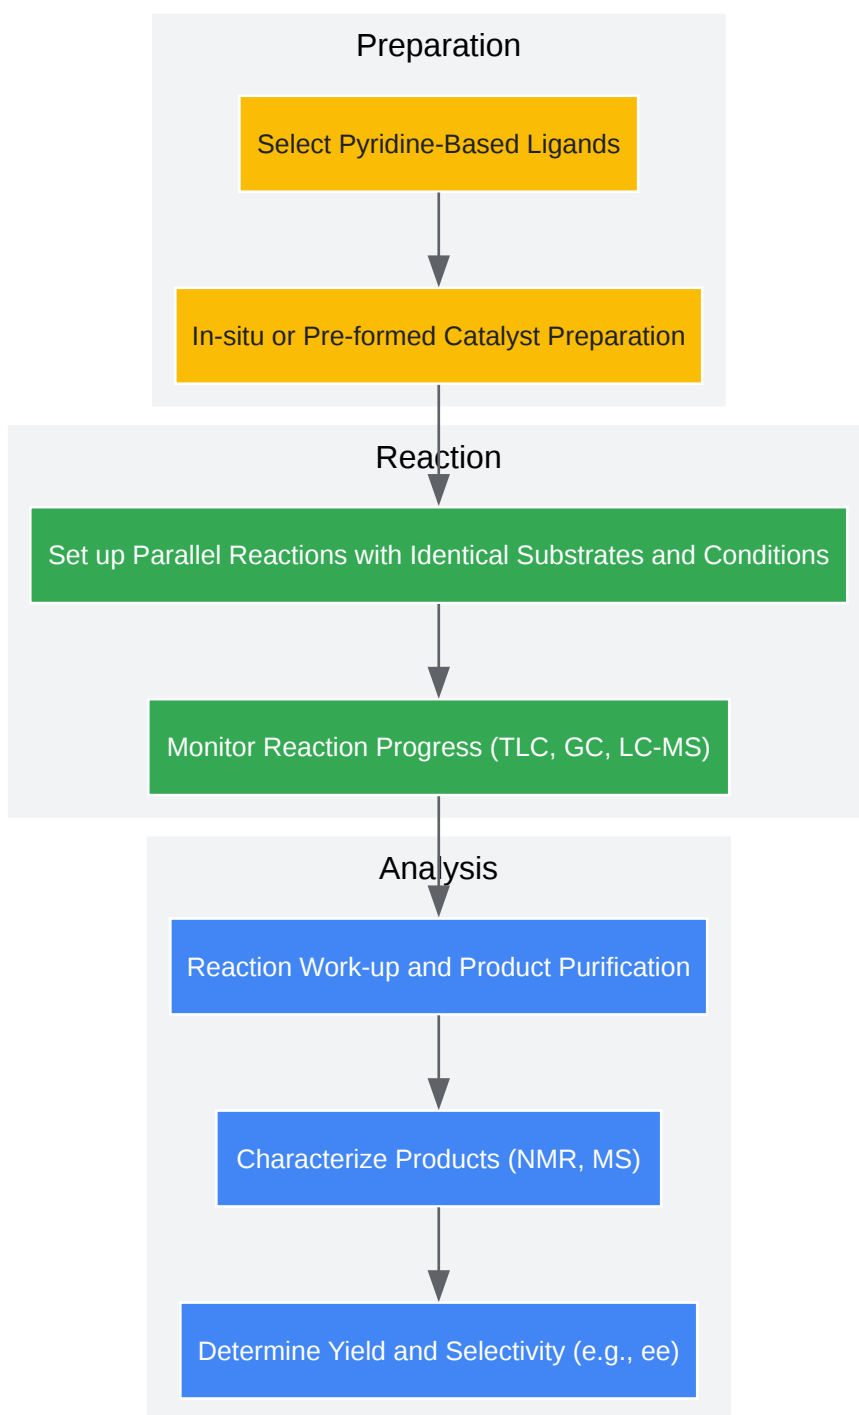 Preparation
Select Pyridine-Based Ligands
In-situ or Pre-formed Catalyst Preparation
Reaction
Set up Parallel Reactions with Identical Substrates and Conditions
Monitor Reaction Progress (TLC, GC, LC-MS)
Analysis
Reaction Work-up and Product Purification
Characterize Products (NMR, MS)
Determine Yield and Selectivity (e.g., ee)